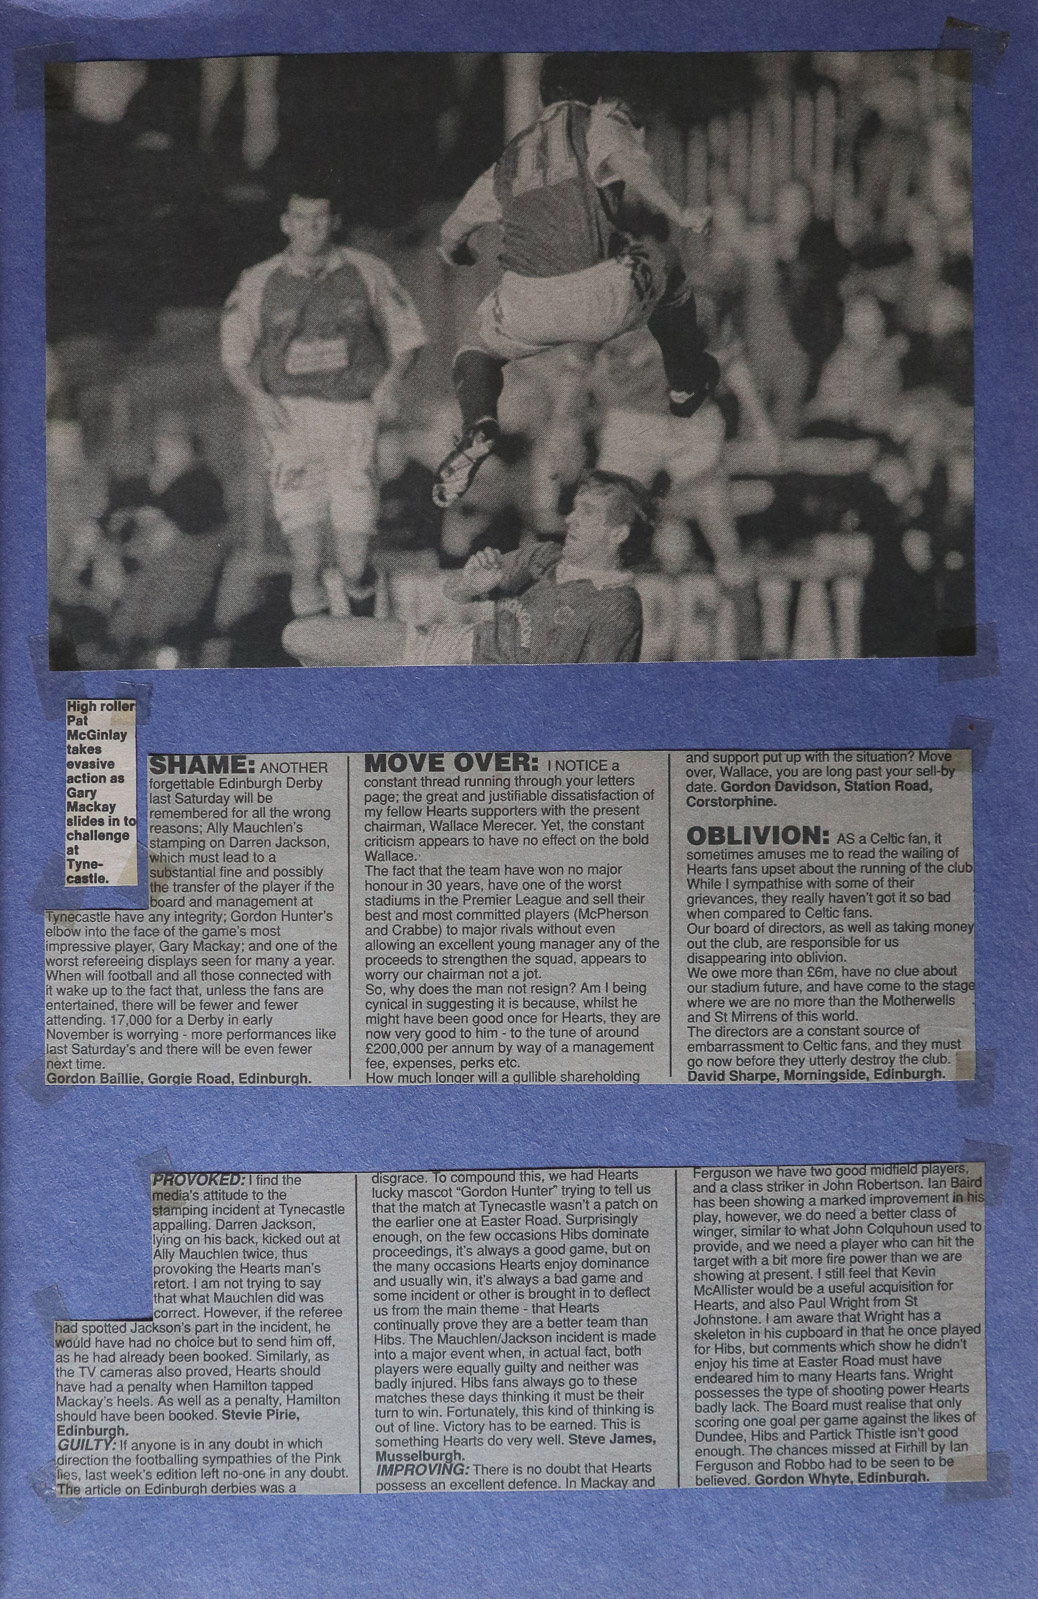 11
High roller
Pat
McGinlay
takes
evasive
action as
Gary
Mackay
slides in to
challenge
at
Tyne-
castle.
SHAME: ANOTHER
forgettable Edinburgh Derby
last Saturday will be
remembered for all the wrong
reasons; Ally Mauchlen's
stamping on Darren Jackson,
which must lead to a
substantial fine and possibly
the transfer of the player if the
board and management at
Tynecastle have any integrity; Gordon Hunter's
elbow into the face of the game's most
impressive player, Gary Mackay; and one of the
worst refereeing displays seen for many a year.
When will football and all those connected with
it wake up to the fact that, unless the fans are
entertained, there will be fewer and fewer
attending. 17,000 for a Derby in early
November is worrying - more performances like
last Saturday's and there will be even fewer
next time.
Gordon Baillie, Gorgie Road, Edinburgh.
MOVE OVER: I NOTICE a
constant thread running through your letters
page; the great and justifiable dissatisfaction of
my fellow Hearts supporters with the present
chairman, Wallace Merecer. Yet, the constant
criticism appears to have no effect on the bold
Wallace.
The fact that the team have won no major
honour in 30 years, have one of the worst
stadiums in the Premier League and sell their
best and most committed players (McPherson
and Crabbe) to major rivals without even
allowing an excellent young manager any of the
proceeds to strengthen the squad, appears to
worry our chairman not a jot.
So, why does the man not resign? Am I being
cynical in suggesting it is because, whilst he
might have been good once for Hearts, they are
now very good to him - to the tune of around
£200,000 per annum by way of a management
fee, expenses, perks etc.
How much longer will a gullible shareholding
and support put up with the situation? Move
over, Wallace, you are long past your sell-by
date. Gordon Davidson, Station Road,
Corstorphine.
OBLIVION: AS a Celtic fan, it
sometimes amuses me to read the wailing of
Hearts fans upset about the running of the club.
While I sympathise with some of their
grievances, they really haven't got it so bad
when compared to Celtic fans.
Our board of directors, as well as taking money
out the club, are responsible for us
disappearing into oblivion.
We owe more than £6m, have no clue about
our stadium future, and have come to the stage
where we are no more than the Motherwells
and St Mirrens of this world.
The directors are a constant source of
embarrassment to Celtic fans, and they must
go now before they utterly destroy the club.
David Sharpe, Morningside, Edinburgh.
PROVOKED: I find the
media's attitude to the
stamping incident at Tynecastle
appalling. Darren Jackson,
lying on his back, kicked out at
Ally Mauchlen twice, thus
provoking the Hearts man's
retort. I am not trying to say
that what Mauchlen did was
correct. However, if the referee
had spotted Jackson's part in the incident, he
would have had no choice but to send him off,
as he had already been booked. Similarly, as
the TV cameras also proved, Hearts should
have had a penalty when Hamilton tapped
Mackay's heels. As well as a penalty, Hamilton
should have been booked. Stevie Pirie,
Edinburgh.
GUILTY: If anyone is in any doubt in which
direction the footballing sympathies of the Pink
lies, last week's edition left no-one in any doubt.
The article on Edinburgh derbies was a
disgrace. To compound this, we had Hearts
lucky mascot "Gordon Hunter" trying to tell us
that the match at Tynecastle wasn't a patch on
the earlier one at Easter Road. Surprisingly
enough, on the few occasions Hibs dominate
proceedings, it's always a good game, but on
the many occasions Hearts enjoy dominance
and usually win, it's always a bad game and
some incident or other is brought in to deflect
us from the main theme - that Hearts
continually prove they are a better team than
Hibs. The Mauchlen/Jackson incident is made
into a major event when, in actual fact, both
players were equally guilty and neither was
badly injured. Hibs fans always go to these
matches these days thinking it must be their
turn to win. Fortunately, this kind of thinking is
out of line. Victory has to be earned. This is
something Hearts do very well. Steve James,
Musselburgh.
IMPROVING: There is no doubt that Hearts
possess an excellent defence. In Mackay and
Ferguson we have two good midfield players,
and a class striker in John Robertson. Ian Baird
has been showing a marked improvement in his
play, however, we do need a better class of
winger, similar to what John Colquhoun used to
provide, and we need a player who can hit the
target with a bit more fire power than we are
showing at present. I still feel that Kevin
McAllister would be a useful acquisition for
Hearts, and also Paul Wright from St
Johnstone. I am aware that Wright has a
skeleton in his cupboard in that he once played
for Hibs, but comments which show he didn't
enjoy his time at Easter Road must have
endeared him to many Hearts fans. Wright
possesses the type of shooting power Hearts
badly lack. The Board must realise that only
scoring one goal per game against the likes of
Dundee, Hibs and Partick Thistle isn't good
enough. The chances missed at Firhill by Ian
Ferguson and Robbo had to be seen to be
believed. Gordon Whyte, Edinburgh.